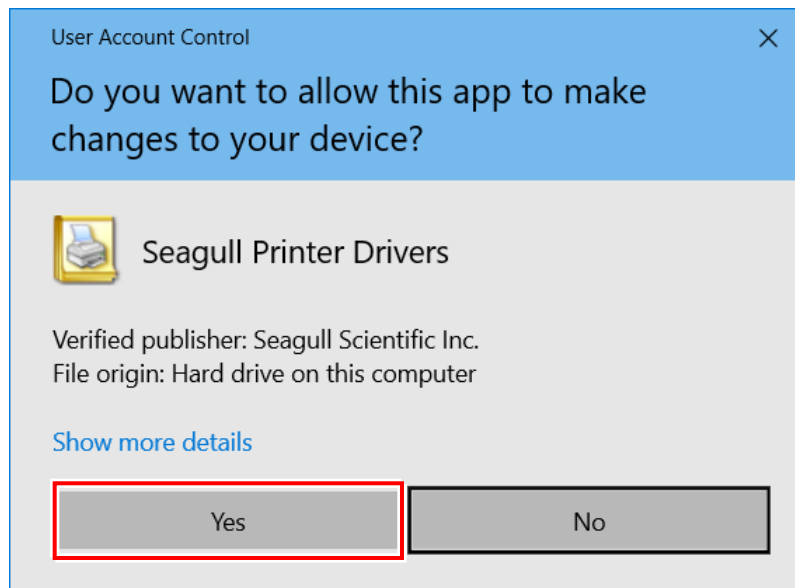 User Account Control
Do you want to allow this app to make
changes to your device?
Seagull Printer Drivers
Verified publisher: Seagull Scientific Inc.
File origin: Hard drive on this computer
Show more details
Yes
No